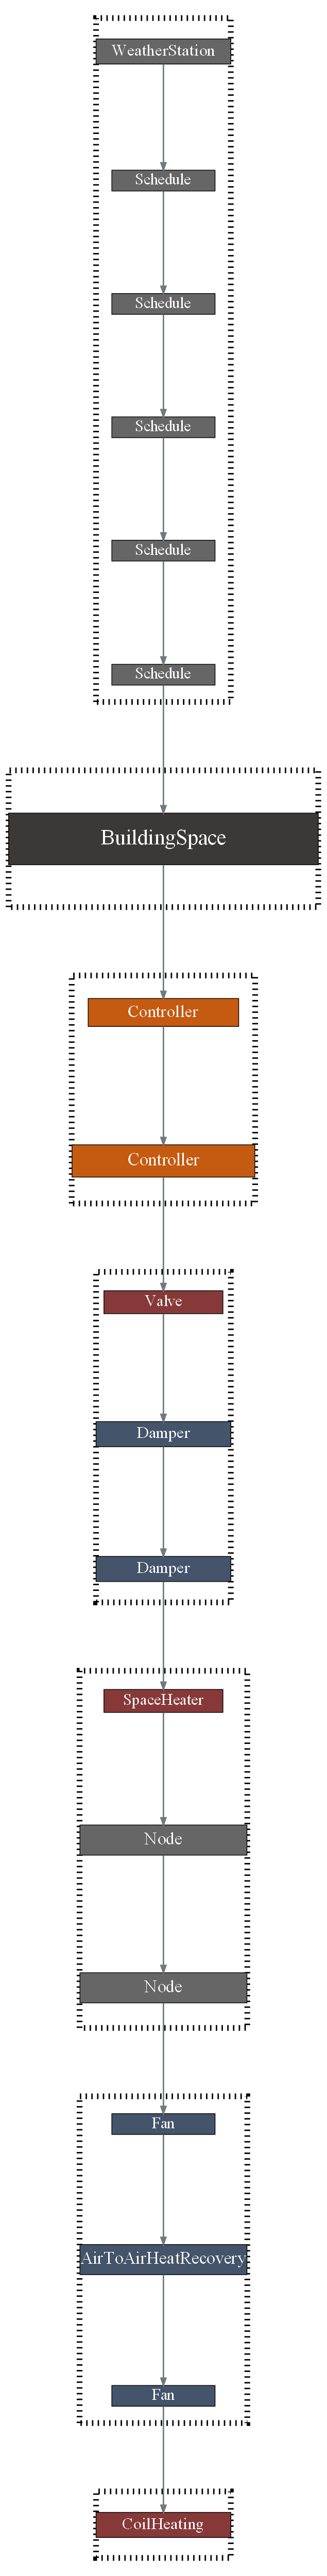 WeatherStation
Schedule
Schedule
Schedule
Schedule
Schedule
BuildingSpace
Controller
Controller
Valve
Damper
Damper
SpaceHeater
Node
Node
Fan
AirToAirHeatRecovery
Fan
CoilHeating